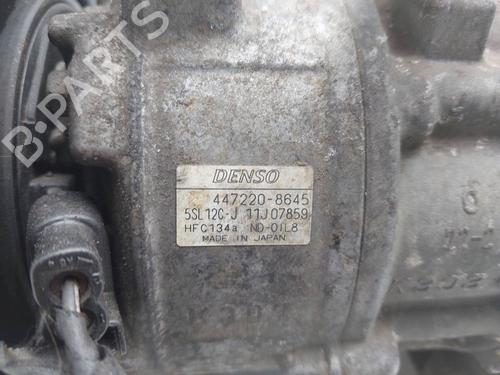 B-PARTS
DENSO
447220-8645
5SL12C-J 11J07859
HFC134a ND-OIL8
MADE IN JAPAN